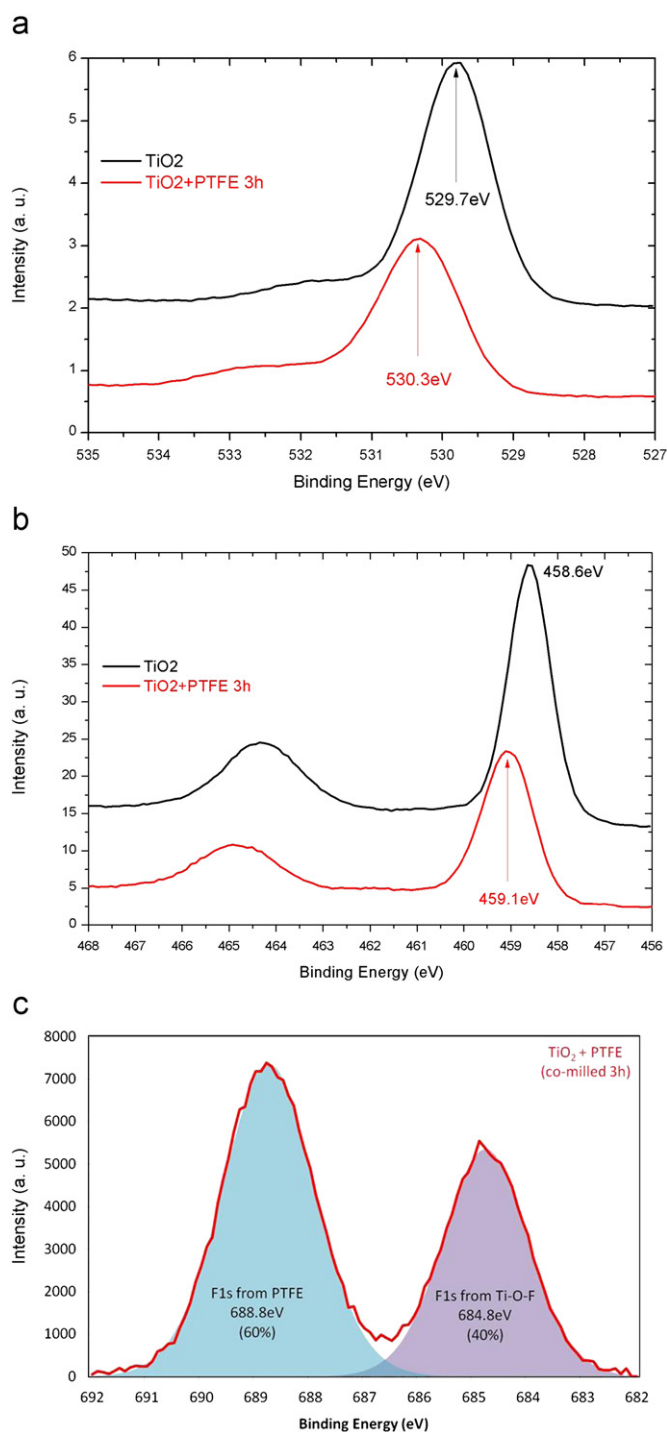 a
6
5
4
3
2
1
0
Intensity (a. u.)
TiO2
TiO2+PTFE 3h
529.7eV
530.3eV
535 534 533 532 531 530 529 528 527
Binding Energy (eV)
b
50
45
40
35
30
25
20
15
10
5
0
Intensity (a. u.)
458.6eV
TiO2
TiO2+PTFE 3h
459.1eV
468 467 466 465 464 463 462 461 460 459 458 457 456
Binding Energy (eV)
c
8000
7000
6000
5000
4000
3000
2000
1000
0
Intensity (a. u.)
TiO₂ + PTFE
(co-milled 3h)
F1s from PTFE
688.8eV
(60%)
F1s from Ti-O-F
684.8eV
(40%)
692 691 690 689 688 687 686 685 684 683 682
Binding Energy (eV)